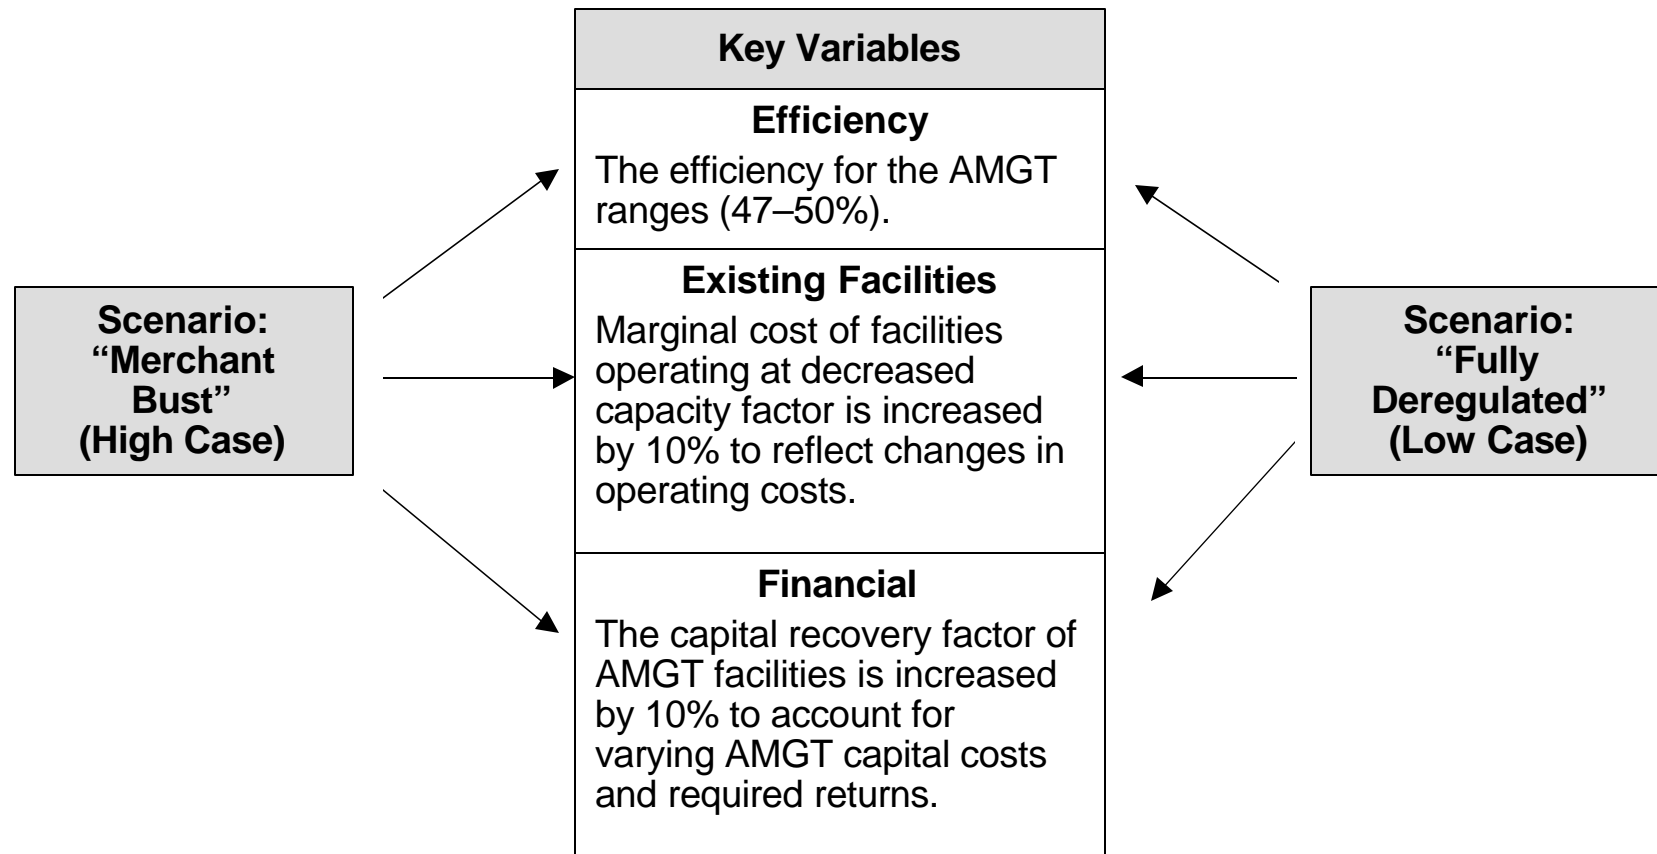 Key Variables
Efficiency
The efficiency for the AMGT
ranges (47–50%).
Existing Facilities
Marginal cost of facilities
operating at decreased
capacity factor is increased
by 10% to reflect changes in
operating costs.
Financial
The capital recovery factor of
AMGT facilities is increased
by 10% to account for
varying AMGT capital costs
and required returns.
Scenario:
“Merchant
Bust”
(High Case)
Scenario:
“Fully
Deregulated”
(Low Case)